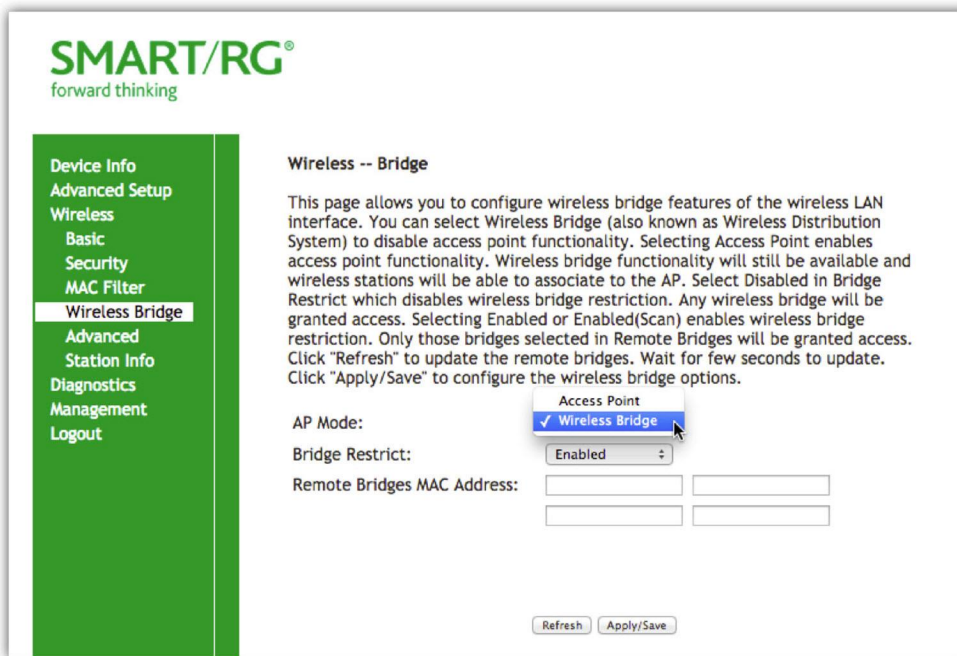 SMART/RG®
forward thinking
Device Info
Advanced Setup
Wireless
Basic
Security
MAC Filter
Wireless Bridge
Advanced
Station Info
Diagnostics
Management
Logout
Wireless -- Bridge
This page allows you to configure wireless bridge features of the wireless LAN
interface. You can select Wireless Bridge (also known as Wireless Distribution
System) to disable access point functionality. Selecting Access Point enables
access point functionality. Wireless bridge functionality will still be available and
wireless stations will be able to associate to the AP. Select Disabled in Bridge
Restrict which disables wireless bridge restriction. Any wireless bridge will be
granted access. Selecting Enabled or Enabled(Scan) enables wireless bridge
restriction. Only those bridges selected in Remote Bridges will be granted access.
Click "Refresh" to update the remote bridges. Wait for few seconds to update.
Click "Apply/Save" to configure the wireless bridge options.
Access Point
AP Mode: ✓ Wireless Bridge
Bridge Restrict: Enabled
Remote Bridges MAC Address:
Refresh Apply/Save